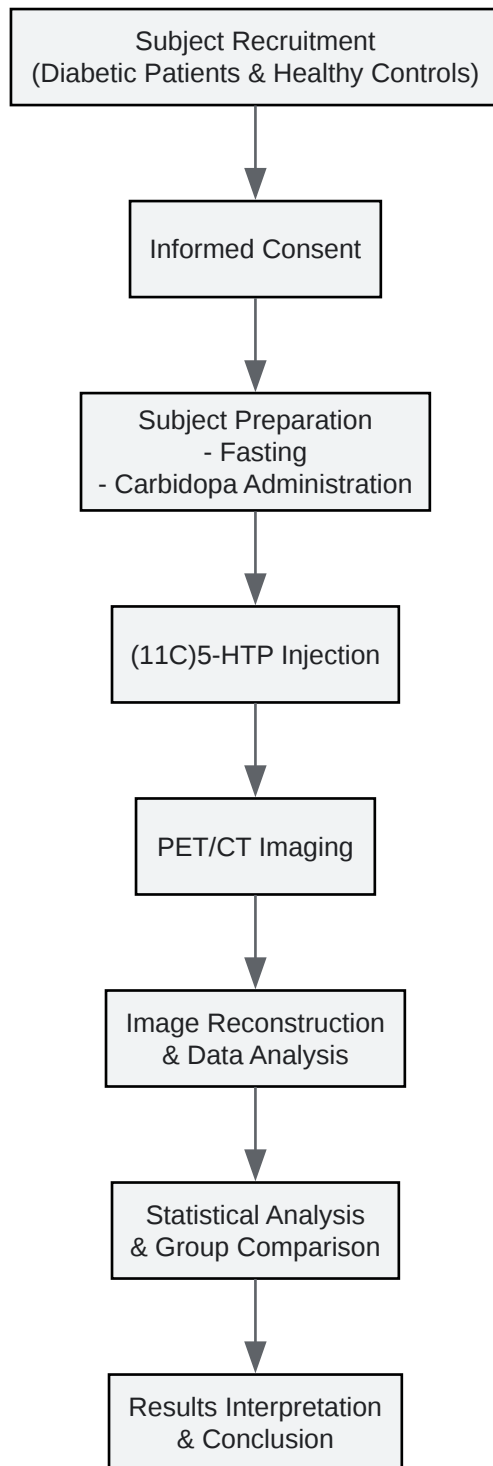 Subject Recruitment
(Diabetic Patients & Healthy Controls)
Informed Consent
Subject Preparation
- Fasting
- Carbidopa Administration
(11C)5-HTP Injection
PET/CT Imaging
Image Reconstruction
& Data Analysis
Statistical Analysis
& Group Comparison
Results Interpretation
& Conclusion